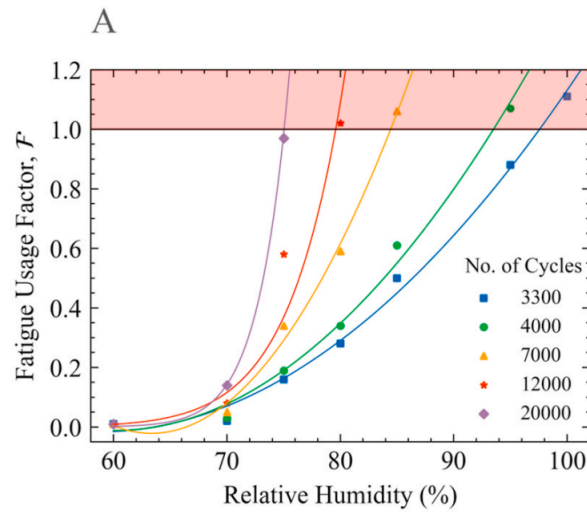 A
1.2
1.0
0.8
0.6
0.4
0.2
0.0
Fatigue Usage Factor, ℱ
No. of Cycles
3300
4000
7000
12000
20000
60 70 80 90 100
Relative Humidity (%)